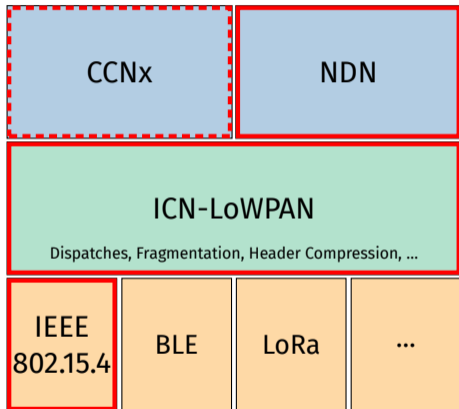 CCNx
NDN
ICN-LoWPAN
Dispatches, Fragmentation, Header Compression, ...
IEEE
802.15.4
BLE
LoRa
...